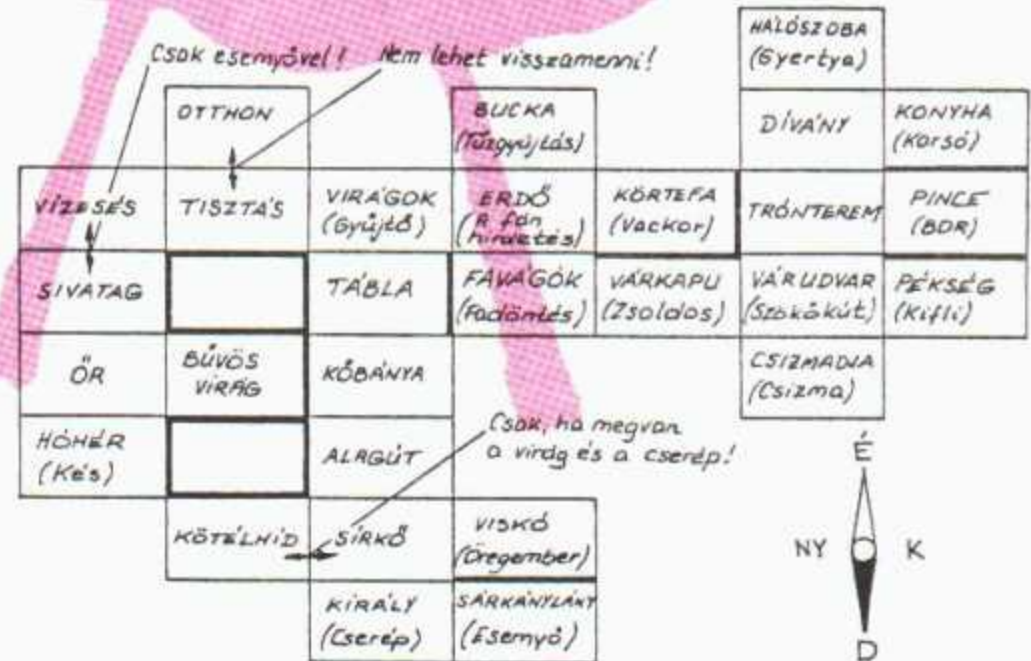 Csak esernyővel!
Nem lehet visszamenni!
HÁLÓSZOBA
(Gyertya)
OTTHON
BUCKA
(Tűzgyújtás)
DÍVÁNY
KONYHA
(Korsó)
VÍZESÉS
TISZTÁS
VIRÁGOK
(Gyűjtő)
ERDŐ
(A fán
hirdetés)
KÖRTEFA
(Vackor)
TRÓNTEREM
PINCE
(BOR)
SIVATAG
TÁBLA
FAVÁGÓK
(Fadöntés)
VÁRKAPU
(Zsoldos)
VÁRUDVAR
(Szökőkút)
PÉKSÉG
(Kifli)
ŐR
BŰVÖS
VIRÁG
KŐBÁNYA
CSIZMADIA
(Csizma)
HÓHÉR
(Kés)
ALAGÚT
Csak, ha megvan
a virág és a cserép!
É
KÖTÉLHÍD
SÍRKŐ
VISKÓ
(Öregember)
NY
K
KIRÁLY
(Cserép)
SÁRKÁNYLÁNY
(Esernyő)
D